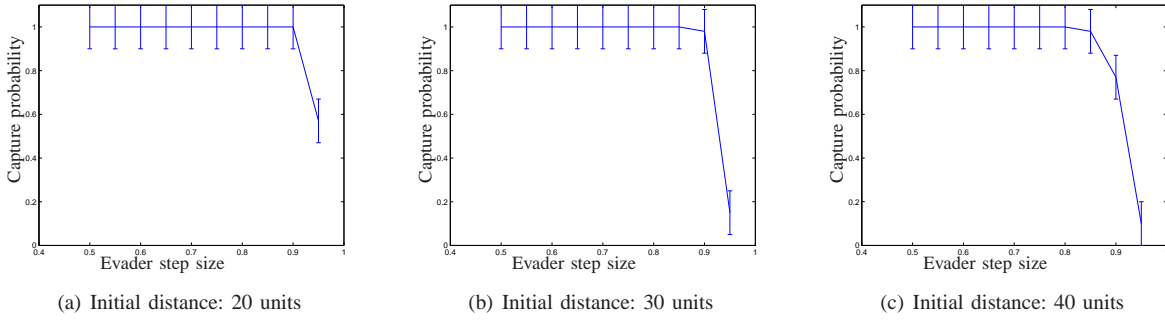 Capture probability
1
0.8
0.6
0.4
0.2
0
0.4 0.5 0.6 0.7 0.8 0.9 1
Evader step size
(a) Initial distance: 20 units
Capture probability
1
0.8
0.6
0.4
0.2
0
0.4 0.5 0.6 0.7 0.8 0.9 1
Evader step size
(b) Initial distance: 30 units
Capture probability
1
0.8
0.6
0.4
0.2
0
0.4 0.5 0.6 0.7 0.8 0.9
Evader step size
(c) Initial distance: 40 units